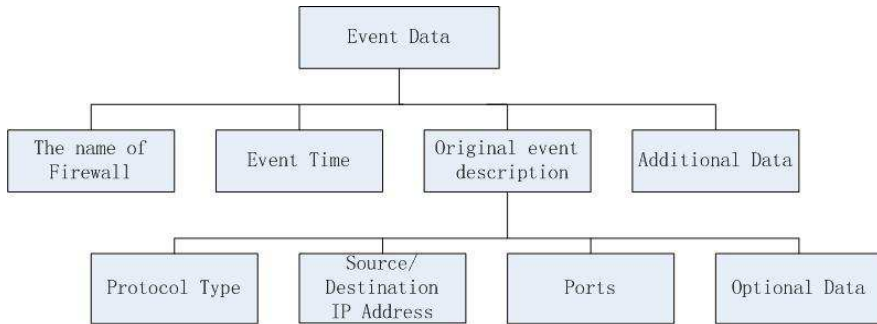 Event Data
The name of
Firewall
Event Time
Original event
description
Additional Data
Protocol Type
Source/
Destination
IP Address
Ports
Optional Data